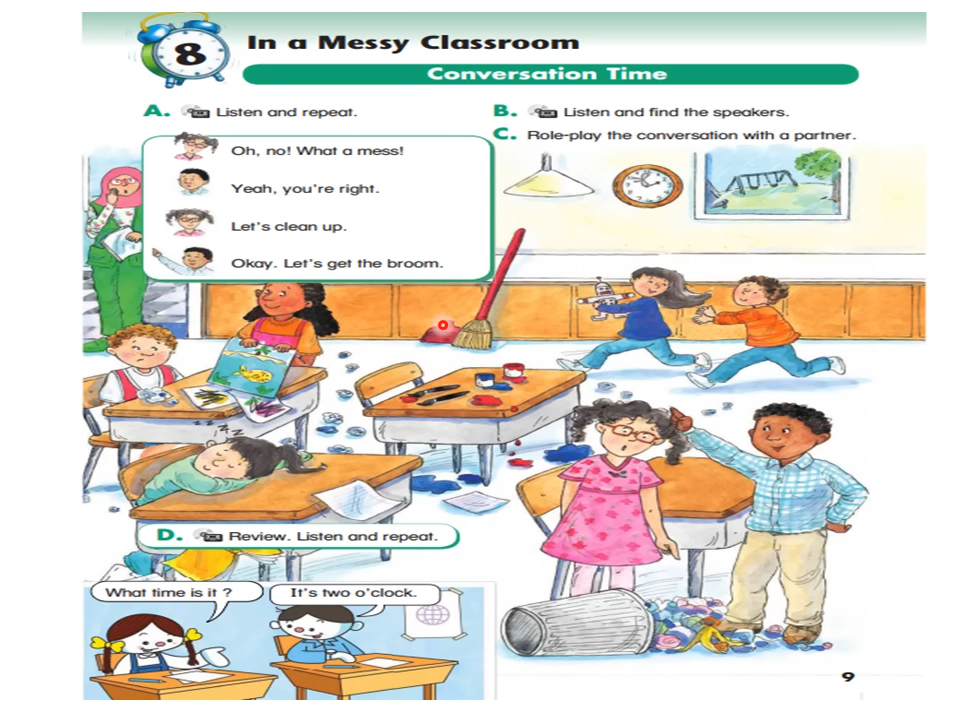 8
In a Messy Classroom
Conversation Time
A. Listen and repeat.
Oh, no! What a mess!
Yeah, you're right.
Let's clean up.
Okay. Let's get the broom.
B. Listen and find the speakers.
C. Role-play the conversation with a partner.
z z z z
D. Review. Listen and repeat.
What time is it ?
It's two o'clock.
9